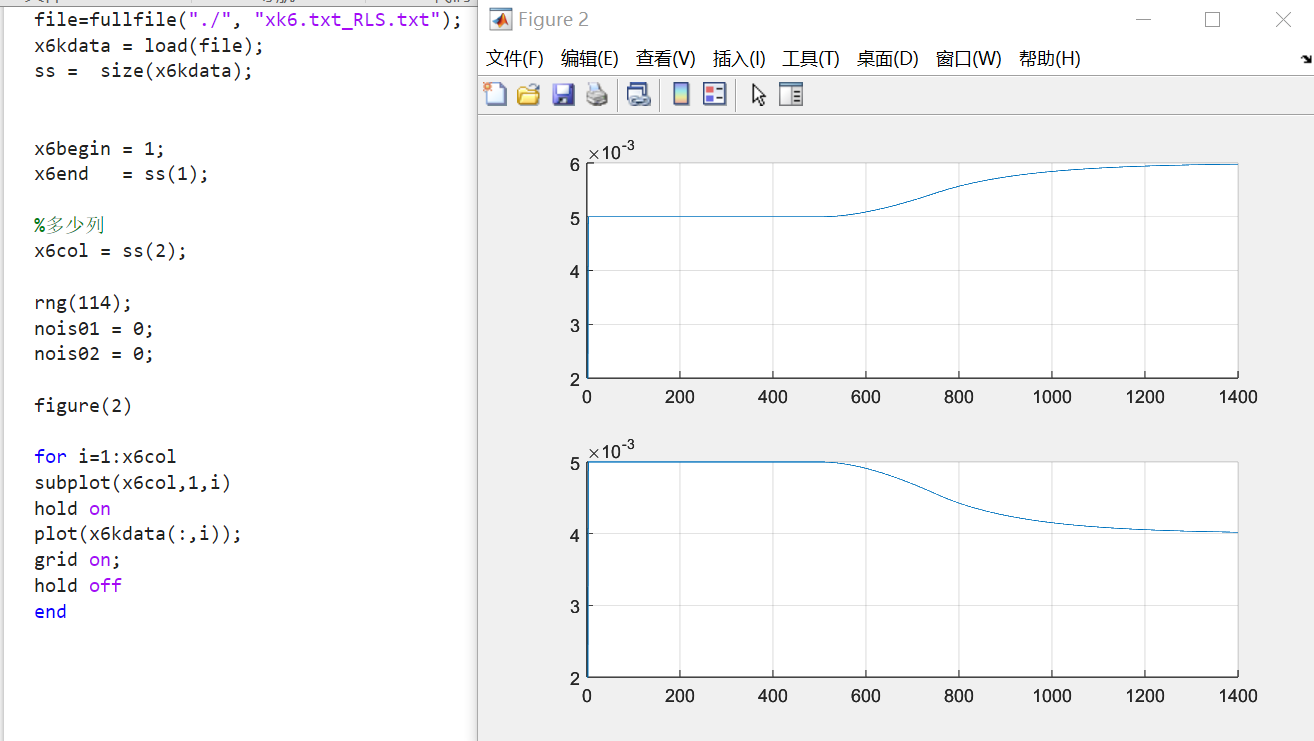 file=fullfile("./", "xk6.txt_RLS.txt");
x6kdata = load(file);
ss =  size(x6kdata);
x6begin = 1;
x6end   = ss(1);
%多少列
x6col = ss(2);
rng(114);
nois01 = 0;
nois02 = 0;
figure(2)
for i=1:x6col
subplot(x6col,1,i)
hold on
plot(x6kdata(:,i));
grid on;
hold off
end
Figure 2
文件(F) 编辑(E) 查看(V) 插入(I) 工具(T) 桌面(D) 窗口(W) 帮助(H)
×10-3
6
5
4
3
2
0 200 400 600 800 1000 1200 1400
×10-3
5
4
3
2
0 200 400 600 800 1000 1200 1400